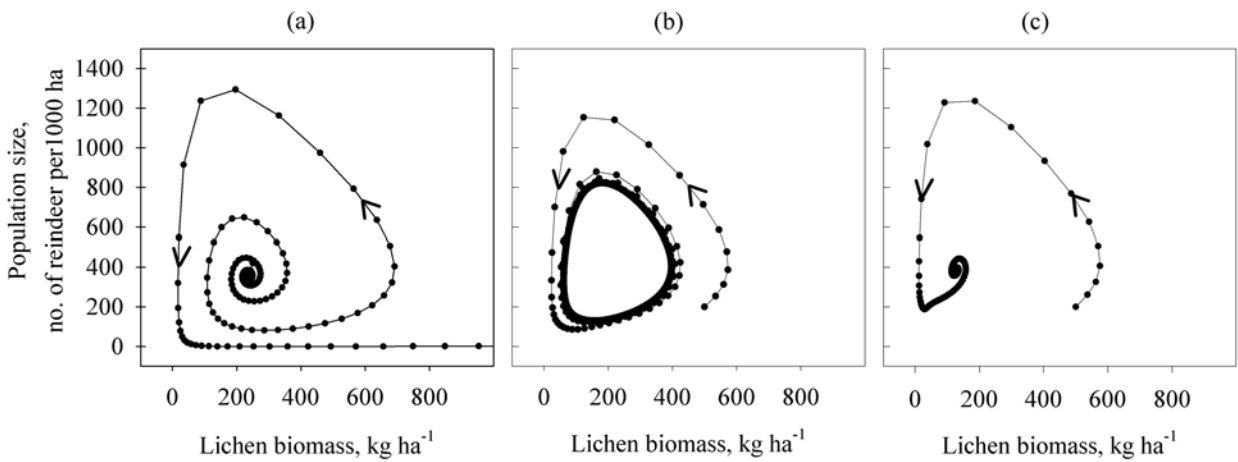 (a)
(b)
(c)
Population size,
no. of reindeer per1000 ha
1400
1200
1000
800
600
400
200
0
0 200 400 600 800
0 200 400 600 800
0 200 400 600 800
Lichen biomass, kg ha⁻¹
Lichen biomass, kg ha⁻¹
Lichen biomass, kg ha⁻¹